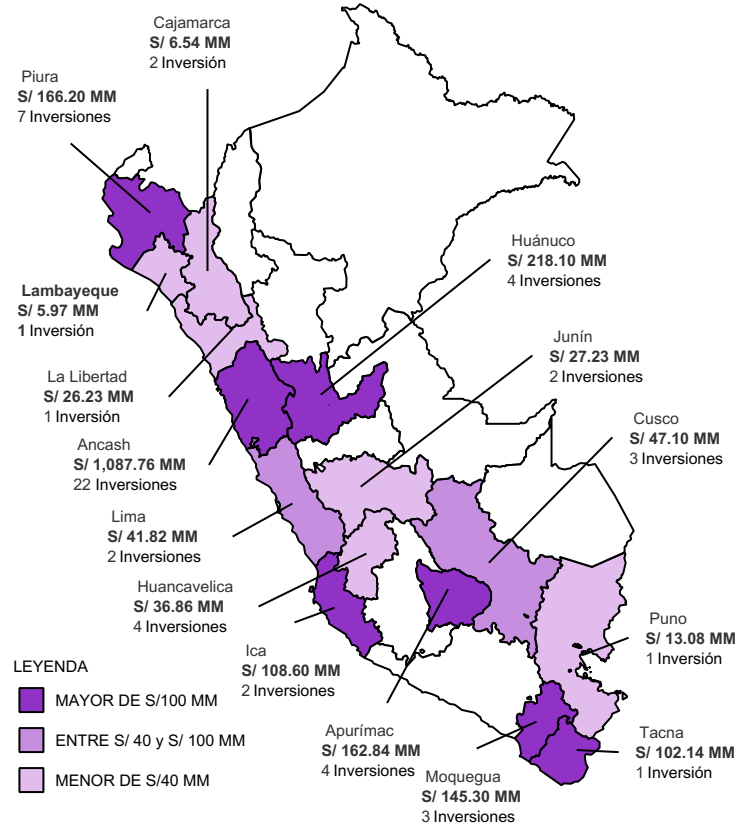 Cajamarca
S/ 6.54 MM
2 Inversión
Piura
S/ 166.20 MM
7 Inversiones
Huánuco
S/ 218.10 MM
4 Inversiones
Lambayeque
S/ 5.97 MM
1 Inversión
Junín
S/ 27.23 MM
2 Inversiones
La Libertad
S/ 26.23 MM
1 Inversión
Cusco
S/ 47.10 MM
3 Inversiones
Ancash
S/ 1,087.76 MM
22 Inversiones
Lima
S/ 41.82 MM
2 Inversiones
Huancavelica
S/ 36.86 MM
4 Inversiones
Puno
S/ 13.08 MM
1 Inversión
Ica
S/ 108.60 MM
2 Inversiones
Apurímac
S/ 162.84 MM
4 Inversiones
Tacna
S/ 102.14 MM
1 Inversión
Moquegua
S/ 145.30 MM
3 Inversiones
LEYENDA
MAYOR DE S/100 MM
ENTRE S/ 40 y S/ 100 MM
MENOR DE S/40 MM